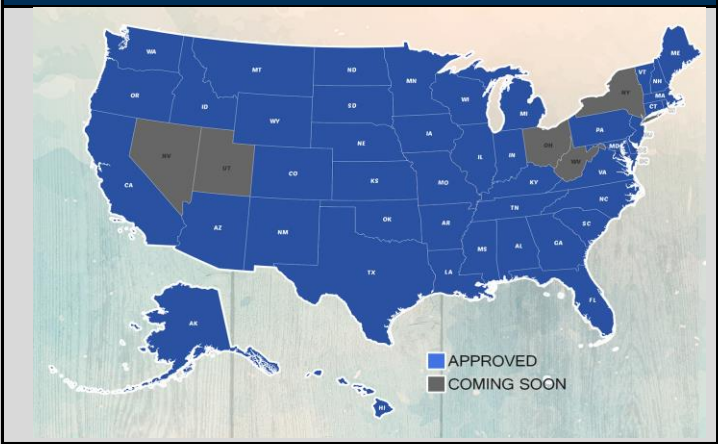 WA
MT
ND
MN
ME
VT
NH
OR
ID
SD
WI
MI
NY
MA
CT
WY
IA
NE
PA
NV
UT
IL
IN
OH
MD
WV
CO
KS
MO
KY
VA
CA
NC
TN
OK
AR
SC
AZ
NM
MS
AL
GA
TX
LA
FL
AK
HI
APPROVED
COMING SOON